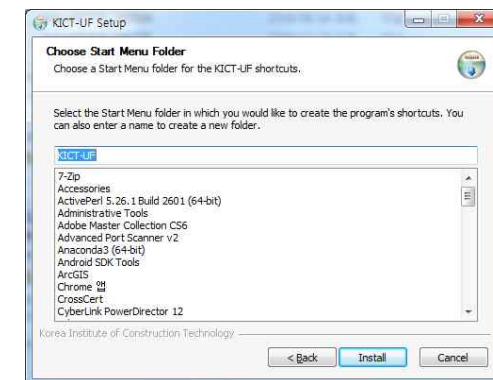 KICT-UF Setup
Choose Start Menu Folder
Choose a Start Menu folder for the KICT-UF shortcuts.
Select the Start Menu folder in which you would like to create the program's shortcuts. You
can also enter a name to create a new folder.
KICT-UF
7-Zip
Accessories
ActivePerl 5.26.1 Build 2601 (64-bit)
Administrative Tools
Adobe Master Collection CS6
Advanced Port Scanner v2
Anaconda3 (64-bit)
Android SDK Tools
ArcGIS
Chrome 앱
CrossCert
CyberLink PowerDirector 12
Korea Institute of Construction Technology
< Back Install Cancel